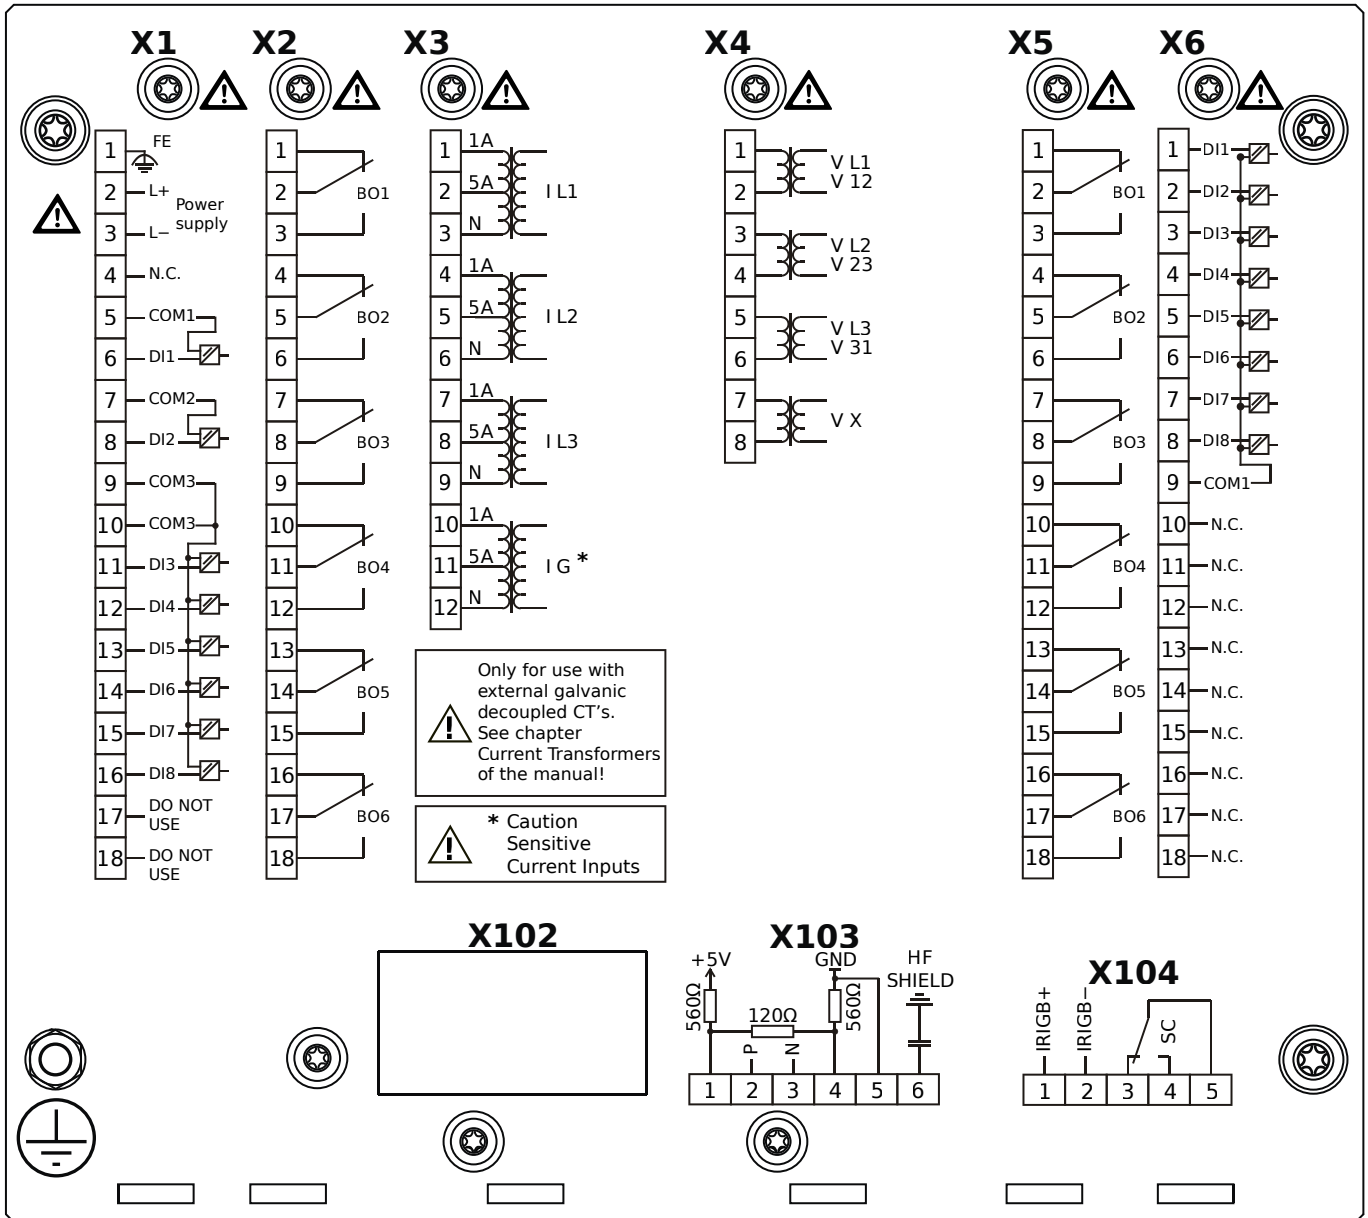 X1
X2
X3
X4
X5
X6
1 FE
2 L+
Power
supply
3 L−
4 N.C.
5 COM1
6 DI1
7 COM2
8 DI2
9 COM3
10 COM3
11 DI3
12 DI4
13 DI5
14 DI6
15 DI7
16 DI8
17 DO NOT
USE
18 DO NOT
USE
1
2 BO1
3
4
5 BO2
6
7
8 BO3
9
10
11 BO4
12
13
14 BO5
15
16
17 BO6
18
1 1A
2 5A I L1
3 N
4 1A
5 5A I L2
6 N
7 1A
8 5A I L3
9 N
10 1A
11 5A I G *
12 N
Only for use with
external galvanic
decoupled CT's.
See chapter
Current Transformers
of the manual!
* Caution
Sensitive
Current Inputs
1 V L1
2 V 12
3 V L2
4 V 23
5 V L3
6 V 31
7 V X
8
1
2 BO1
3
4
5 BO2
6
7
8 BO3
9
10
11 BO4
12
13
14 BO5
15
16
17 BO6
18
1 DI1
2 DI2
3 DI3
4 DI4
5 DI5
6 DI6
7 DI7
8 DI8
9 COM1
10 N.C.
11 N.C.
12 N.C.
13 N.C.
14 N.C.
15 N.C.
16 N.C.
17 N.C.
18 N.C.
X102
X103
+5V GND HF
SHIELD
560Ω 120Ω 560Ω
P N
1 2 3 4 5 6
X104
IRIGB+ IRIGB− SC
1 2 3 4 5